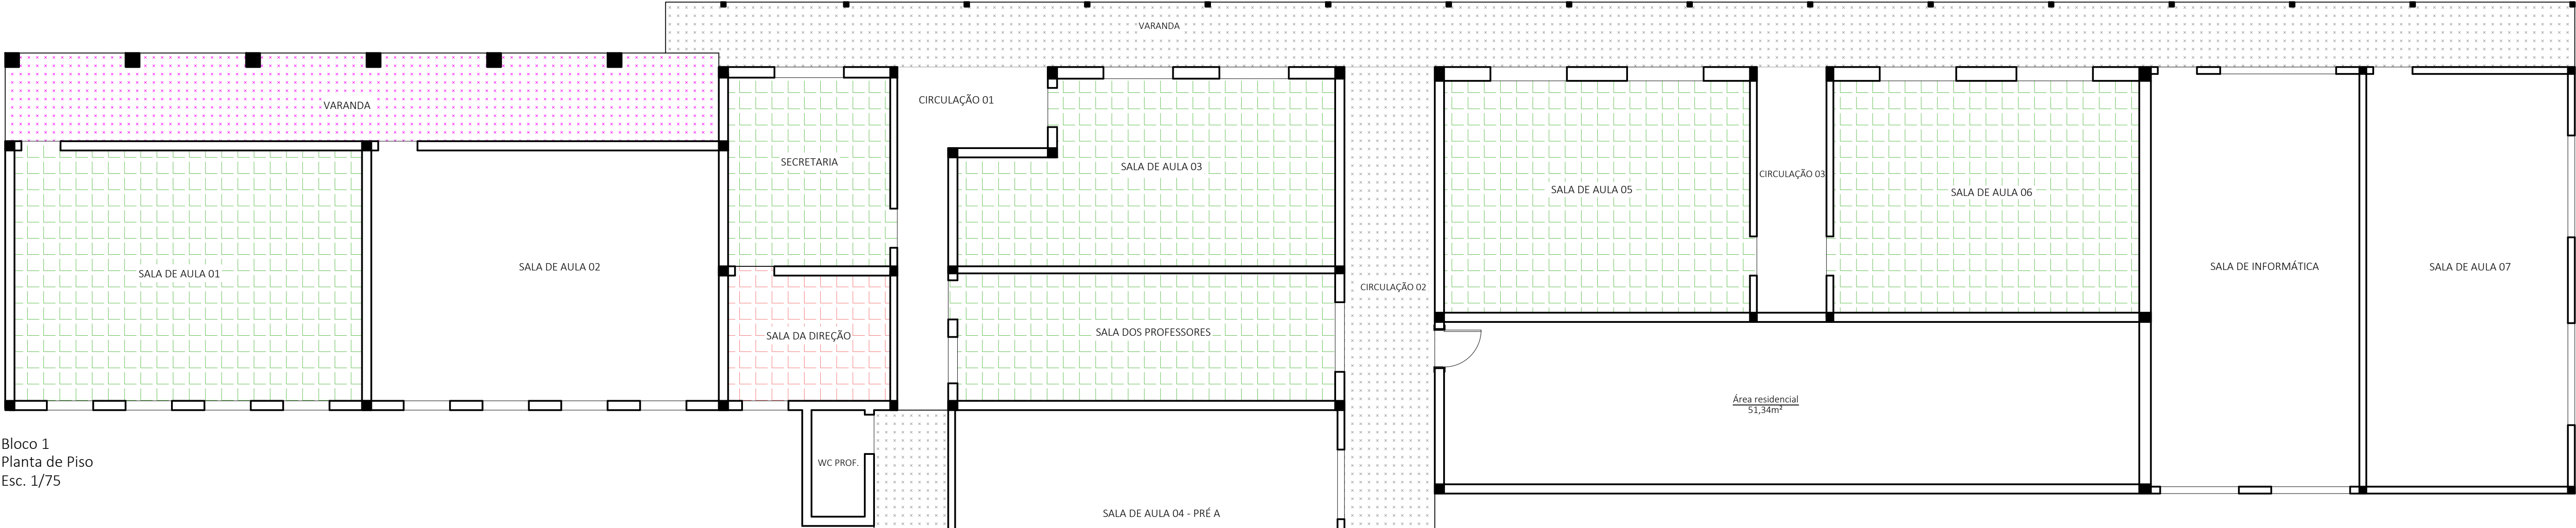 VARANDA
VARANDA
CIRCULAÇÃO 01
SECRETARIA
SALA DE AULA 03
CIRCULAÇÃO 03
SALA DE AULA 05
SALA DE AULA 06
SALA DE AULA 01
SALA DE AULA 02
SALA DE INFORMÁTICA
SALA DE AULA 07
CIRCULAÇÃO 02
SALA DA DIREÇÃO
SALA DOS PROFESSORES
Área residencial
51,34m²
Bloco 1
Planta de Piso
Esc. 1/75
WC PROF.
SALA DE AULA 04 - PRÉ A